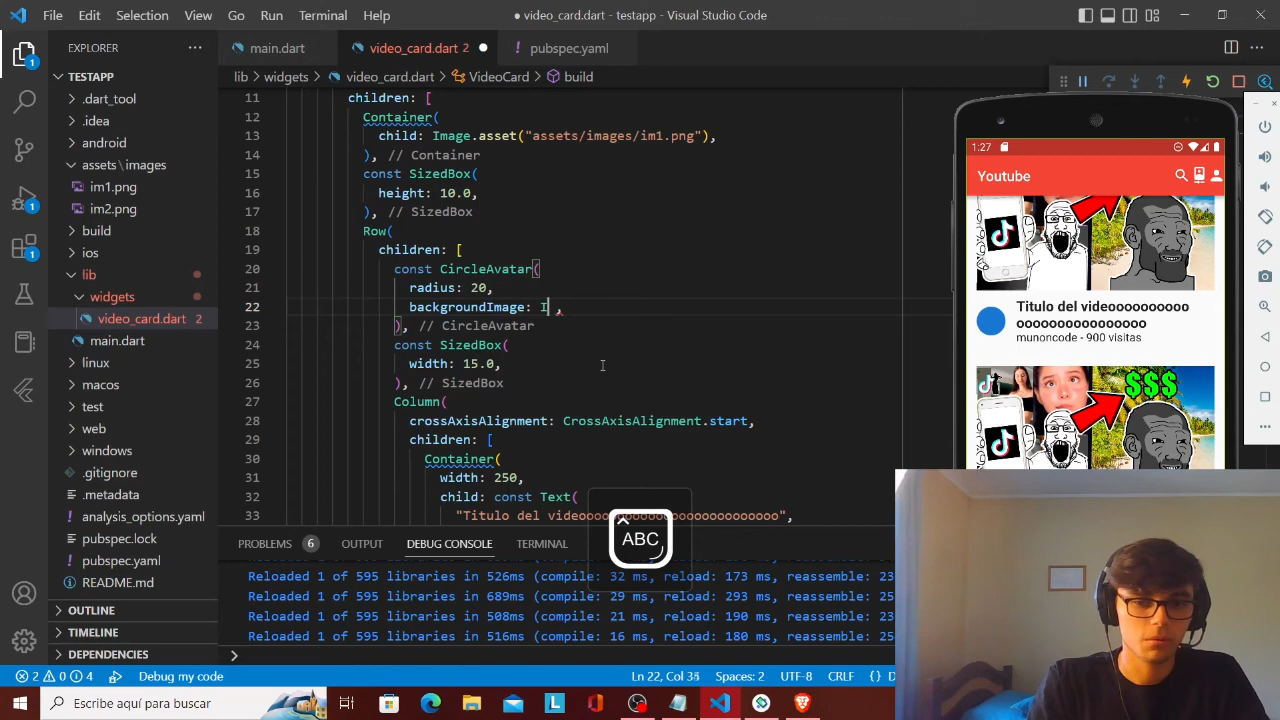 File Edit Selection View Go Run Terminal Help
● video_card.dart - testapp - Visual Studio Code
EXPLORER
main.dart
video_card.dart 2
pubspec.yaml
TESTAPP
lib > widgets > video_card.dart > VideoCard > build
.dart_tool
.idea
android
assets\images
im1.png
im2.png
build
ios
lib
widgets
video_card.dart 2
main.dart
linux
macos
test
web
windows
.gitignore
.metadata
analysis_options.yaml
pubspec.lock
pubspec.yaml
README.md
OUTLINE
TIMELINE
DEPENDENCIES
1
1
1
11 children: [
12 Container(
13 child: Image.asset("assets/images/im1.png"),
14 ), // Container
15 const SizedBox(
16 height: 10.0,
17 ), // SizedBox
18 Row(
19 children: [
20 const CircleAvatar(
21 radius: 20,
22 backgroundImage: I ,
23 ), // CircleAvatar
24 const SizedBox(
25 width: 15.0,
26 ), // SizedBox
27 Column(
28 crossAxisAlignment: CrossAxisAlignment.start,
29 children: [
30 Container(
31 width: 250,
32 child: const Text(
33 "Titulo del videoooooooooooooooooooooooooo",
ABC
PROBLEMS 6 OUTPUT DEBUG CONSOLE TERMINAL
Reloaded 1 of 595 libraries in 526ms (compile: 32 ms, reload: 173 ms, reassemble: 23
Reloaded 1 of 595 libraries in 689ms (compile: 29 ms, reload: 293 ms, reassemble: 25
Reloaded 1 of 595 libraries in 508ms (compile: 21 ms, reload: 190 ms, reassemble: 23
Reloaded 1 of 595 libraries in 516ms (compile: 16 ms, reload: 180 ms, reassemble: 25
1:27
Youtube
TikTok
Titulo del videoooooooooo
oooooooooooooooo
munoncode - 900 visitas
$$$
TikTok
2 0 4 Debug my code
Ln 22, Col 35 Spaces: 2 UTF-8 CRLF {}
Escribe aquí para buscar
L